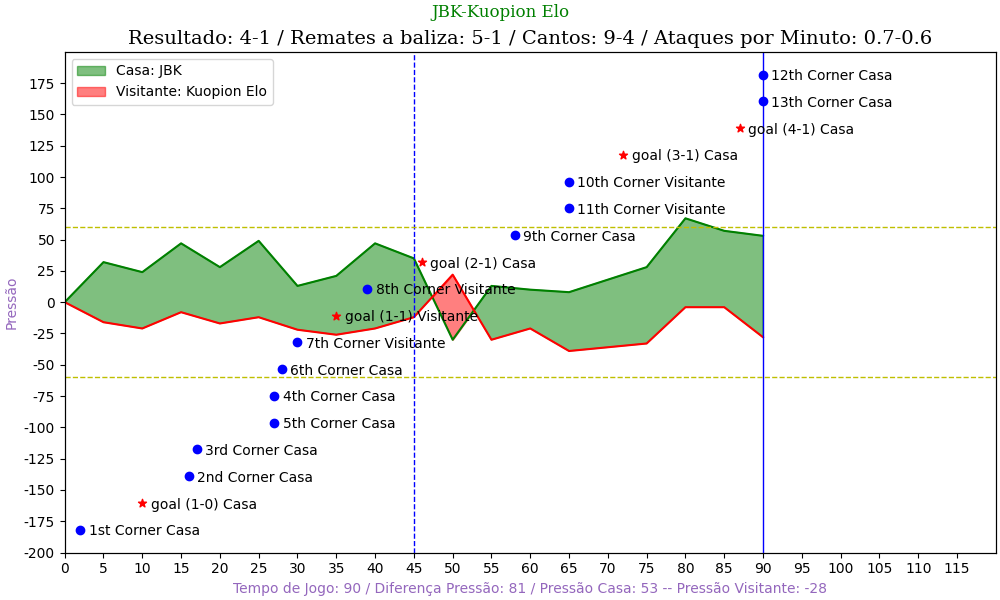 JBK-Kuopion Elo
Resultado: 4-1 / Remates a baliza: 5-1 / Cantos: 9-4 / Ataques por Minuto: 0.7-0.6
Casa: JBK
Visitante: Kuopion Elo
12th Corner Casa
13th Corner Casa
goal (4-1) Casa
goal (3-1) Casa
10th Corner Visitante
11th Corner Visitante
9th Corner Casa
goal (2-1) Casa
8th Corner Visitante
goal (1-1) Visitante
7th Corner Visitante
6th Corner Casa
4th Corner Casa
5th Corner Casa
3rd Corner Casa
2nd Corner Casa
goal (1-0) Casa
1st Corner Casa
175
150
125
100
75
50
25
0
-25
-50
-75
-100
-125
-150
-175
-200
Pressão
0 5 10 15 20 25 30 35 40 45 50 55 60 65 70 75 80 85 90 95 100 105 110 115
Tempo de Jogo: 90 / Diferença Pressão: 81 / Pressão Casa: 53 -- Pressão Visitante: -28